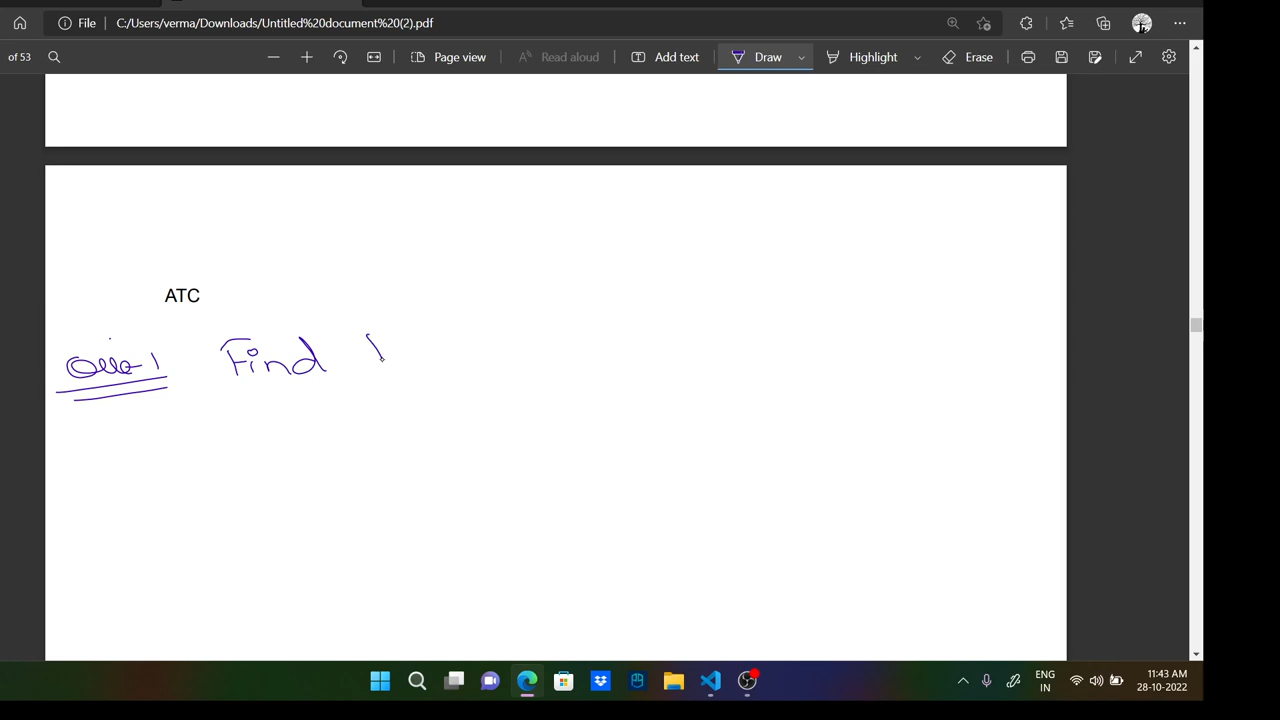 File C:/Users/verma/Downloads/Untitled%20document%20(2).pdf
of 53 Page view Read aloud Add text Draw Highlight Erase
ATC
Que-1 Find
ENG 11:43 AM
IN 28-10-2022